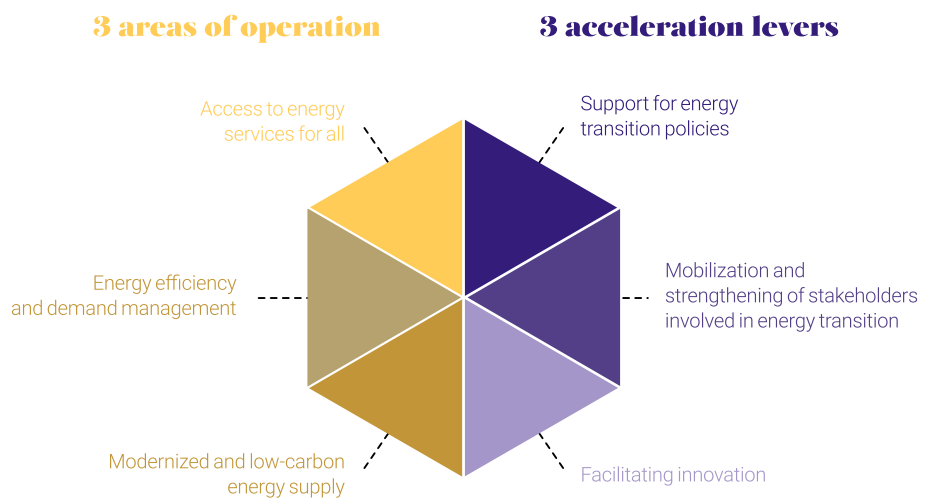 3 areas of operation
Access to energy
services for all
Energy efficiency
and demand management
Modernized and low-carbon
energy supply
3 acceleration levers
Support for energy
transition policies
Mobilization and
strengthening of stakeholders
involved in energy transition
Facilitating innovation